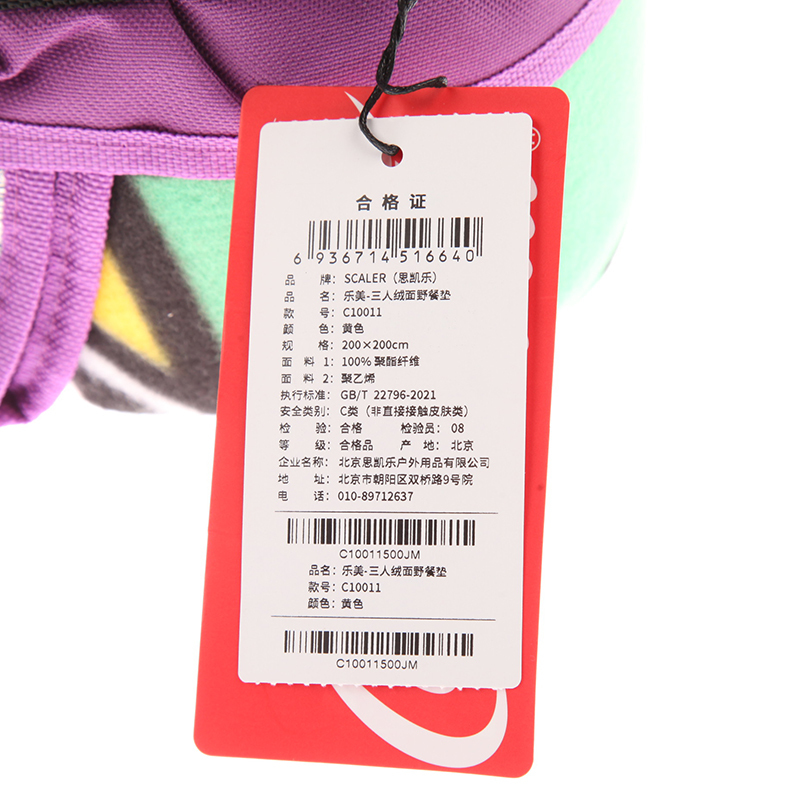 合格证
6 936714 516640
品 牌：SCALER（思凯乐）
品 名：乐美-三人绒面野餐垫
款 号：C10011
颜 色：黄色
规 格：200×200cm
面 料 1：100% 聚酯纤维
面 料 2：聚乙烯
执行标准：GB/T 22796-2021
安全类别：C类（非直接接触皮肤类）
检 验：合格 检验员：08
等 级：合格品 产 地：北京
企业名称：北京思凯乐户外用品有限公司
地 址：北京市朝阳区双桥路9号院
电 话：010-89712637
C10011500JM
品名：乐美-三人绒面野餐垫
款号：C10011
颜色：黄色
C10011500JM
®